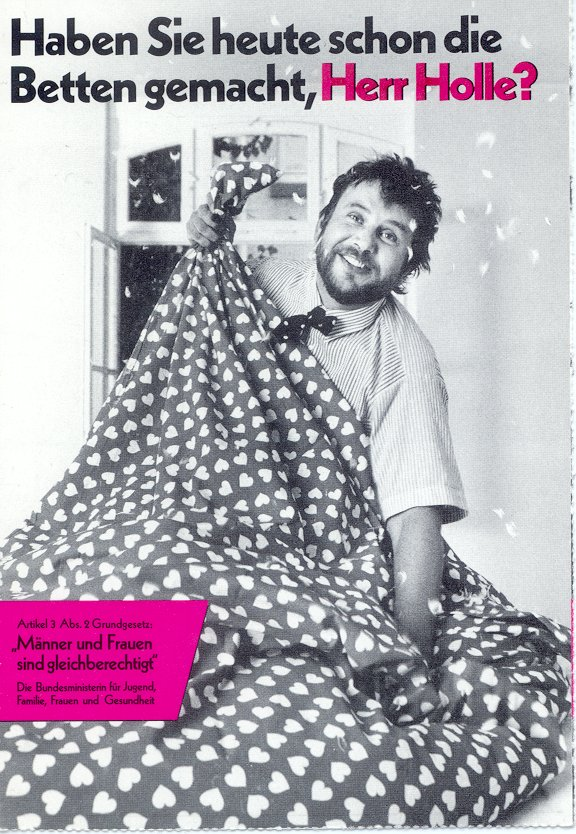 Haben Sie heute schon die
Betten gemacht, Herr Holle?
Artikel 3 Abs. 2 Grundgesetz:
„Männer und Frauen
sind gleichberechtigt“
Die Bundesministerin für Jugend,
Familie, Frauen und Gesundheit